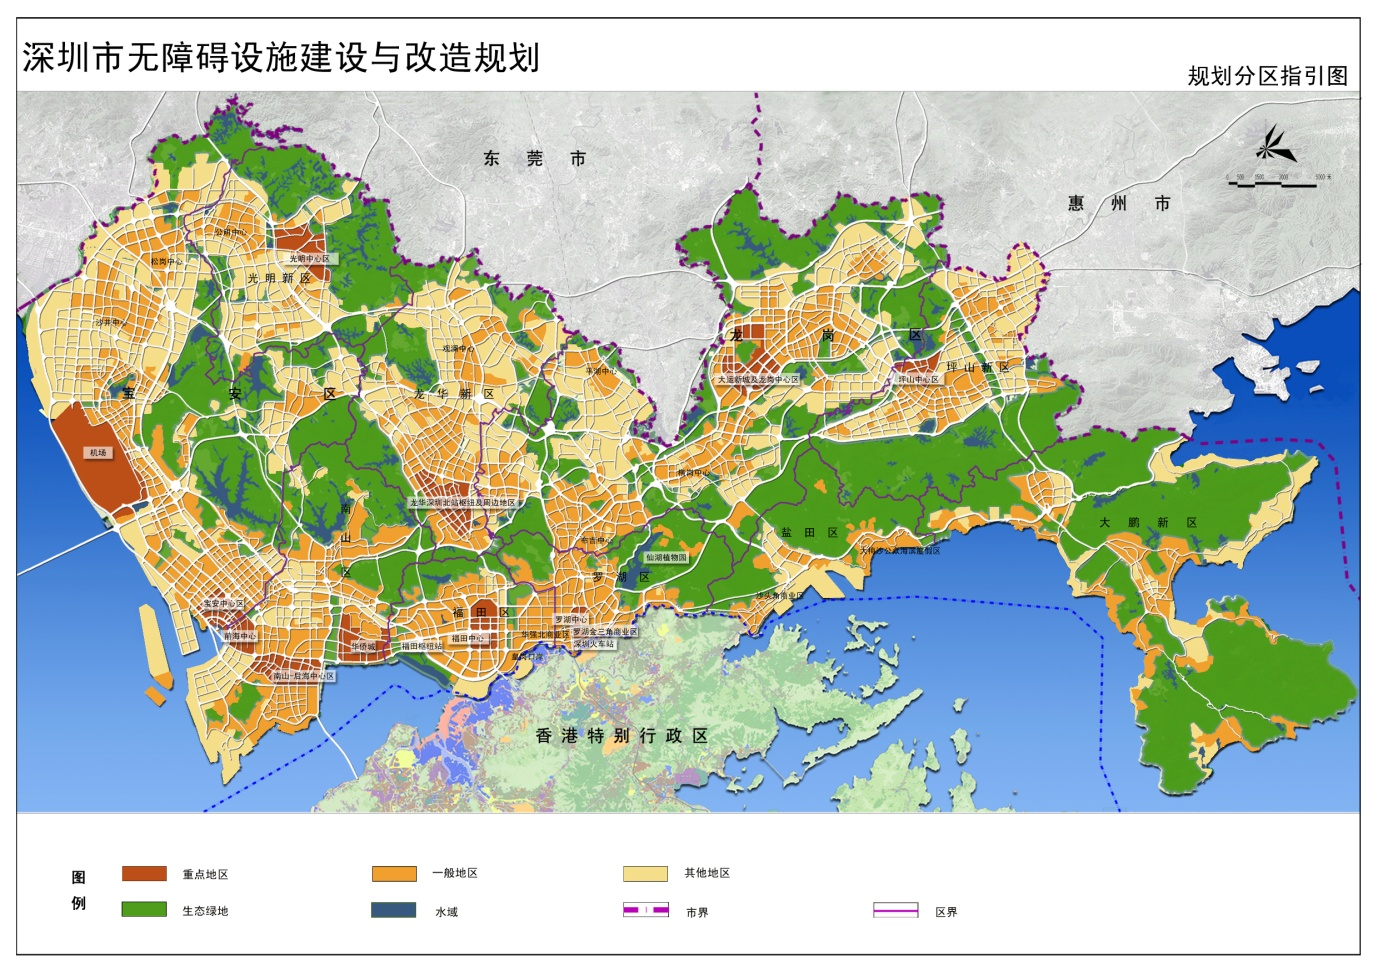 深圳市无障碍设施建设与改造规划
规划分区指引图
东莞市
惠州市
0 500 1500 3000 5000 米
公明中心
光明中心区
松岗中心
光明新区
沙井中心
宝安区
观澜中心
平湖中心
龙华新区
龙岗区
大运新城及龙岗中心区
坪山中心区
坪山新区
机场
横岗中心
龙华深圳北站枢纽及周边地区
南山区
布吉中心
仙湖植物园
盐田区
大鹏新区
罗湖区
沙头角商业区
宝安中心区
福田区
前海中心
福田中心
罗湖中心
华强北商业区
罗湖金三角商业区
深圳火车站
华侨城
福田枢纽站
皇岗口岸
南山-后海中心区
香港特别行政区
图例
重点地区
一般地区
其他地区
生态绿地
水域
市界
区界